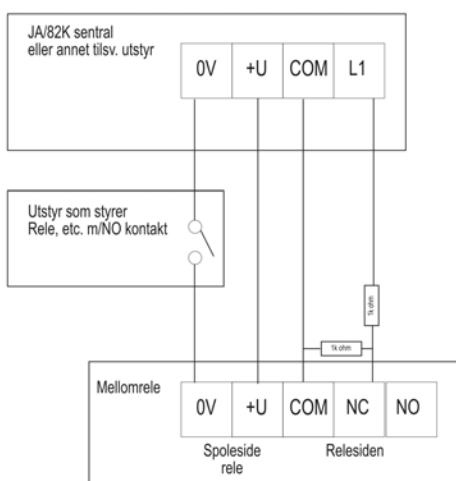 JA/82K sentral
eller annet tilsv. utstyr
0V +U COM L1
Utstyr som styrer
Rele, etc. m/NO kontakt
1k ohm
1k ohm
Mellomrele
0V +U COM NC NO
Spoleside
rele
Relesiden